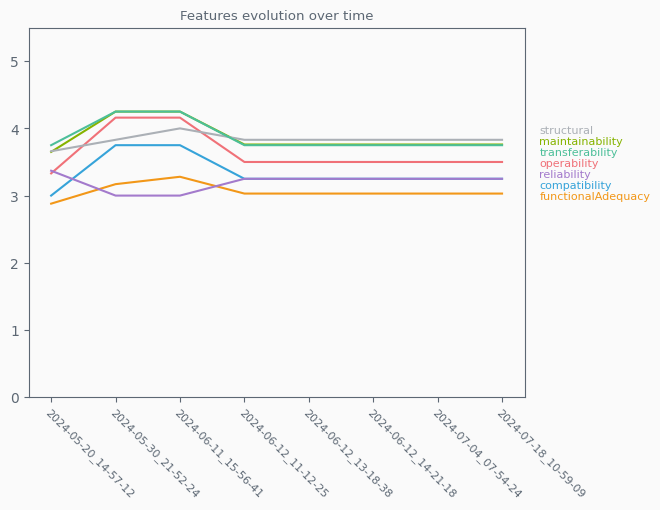 Features evolution over time
5
4
3
2
1
0
structural
maintainability
transferability
operability
reliability
compatibility
functionalAdequacy
2024-05-20_14-57-12
2024-05-30_21-52-24
2024-06-11_15-56-41
2024-06-12_11-12-25
2024-06-12_13-18-38
2024-06-12_14-21-18
2024-07-04_07-54-24
2024-07-18_10-59-09